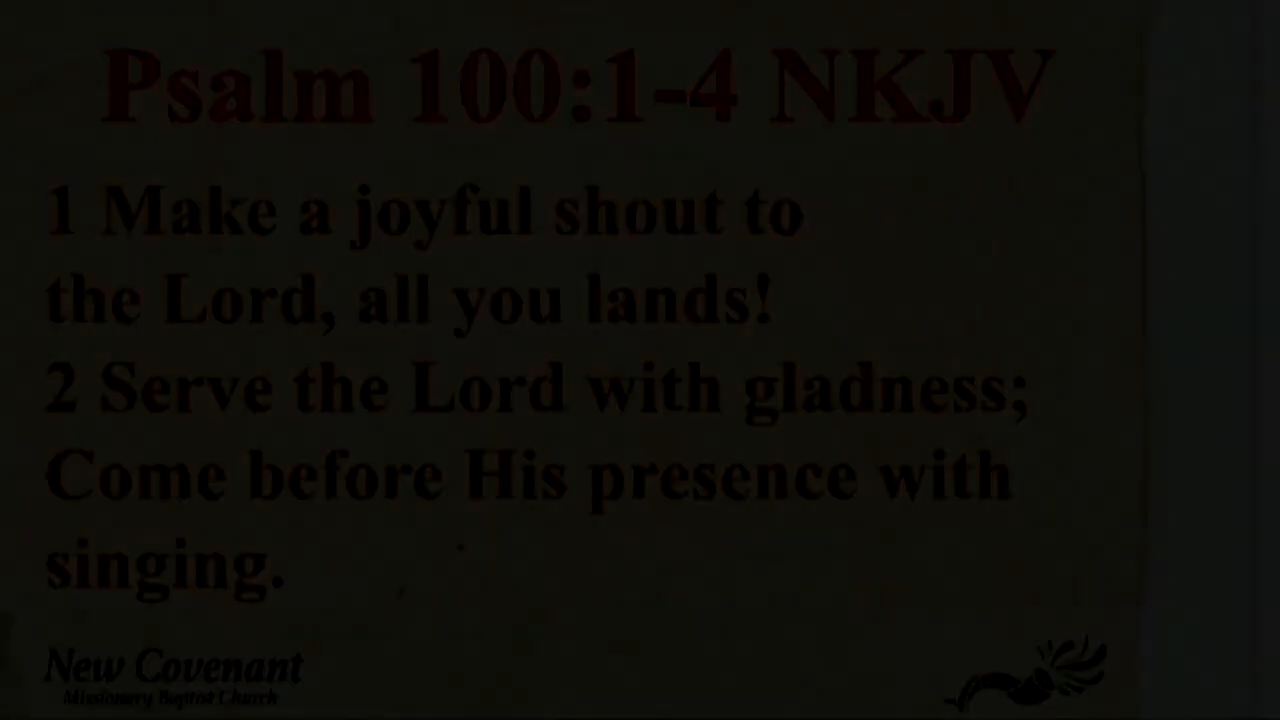 Psalm 100:1-4 NKJV
1 Make a joyful shout to
the Lord, all you lands!
2 Serve the Lord with gladness;
Come before His presence with
singing.
New Covenant
Missionary Baptist Church